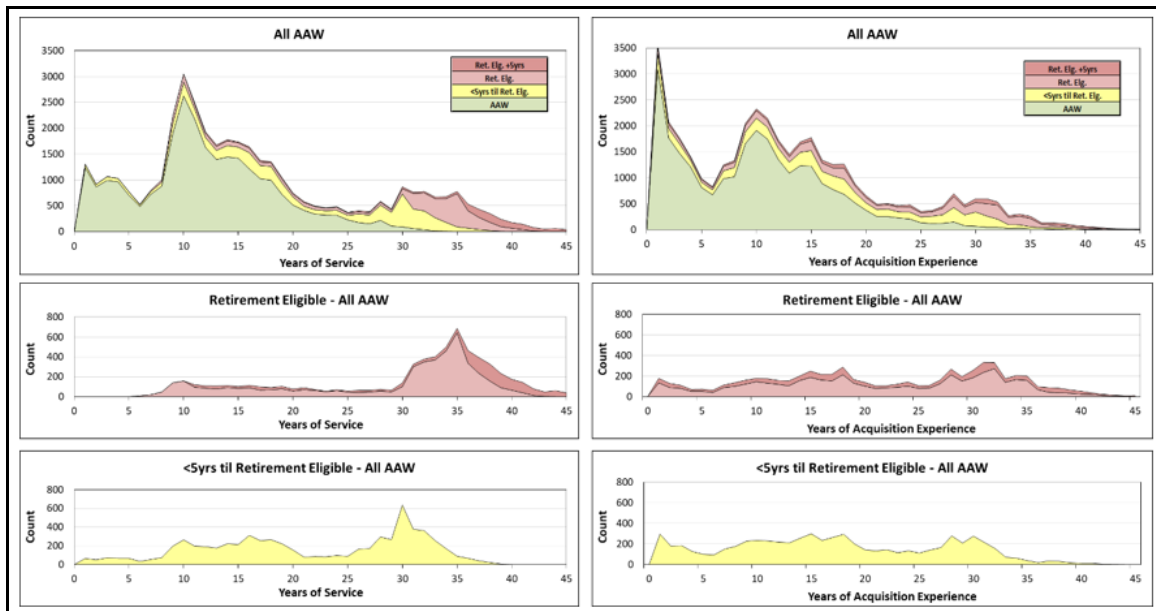 All AAW
3500
3000
2500
2000
1500
1000
500
0
Count
Ret. Elg. +5yrs
Ret. Elg.
<5yrs til Ret. Elg.
AAW
0 5 10 15 20 25 30 35 40 45
Years of Service
All AAW
3500
3000
2500
2000
1500
1000
500
0
Count
Ret. Elg. +5yrs
Ret. Elg.
<5yrs til Ret. Elg.
AAW
0 5 10 15 20 25 30 35 40 45
Years of Acquisition Experience
Retirement Eligible - All AAW
800
600
400
200
0
Count
0 5 10 15 20 25 30 35 40 45
Years of Service
Retirement Eligible - All AAW
800
600
400
200
0
Count
0 5 10 15 20 25 30 35 40 45
Years of Acquisition Experience
<5yrs til Retirement Eligible - All AAW
800
600
400
200
0
Count
0 5 10 15 20 25 30 35 40 45
Years of Service
<5yrs til Retirement Eligible - All AAW
800
600
400
200
0
Count
0 5 10 15 20 25 30 35 40 45
Years of Acquisition Experience